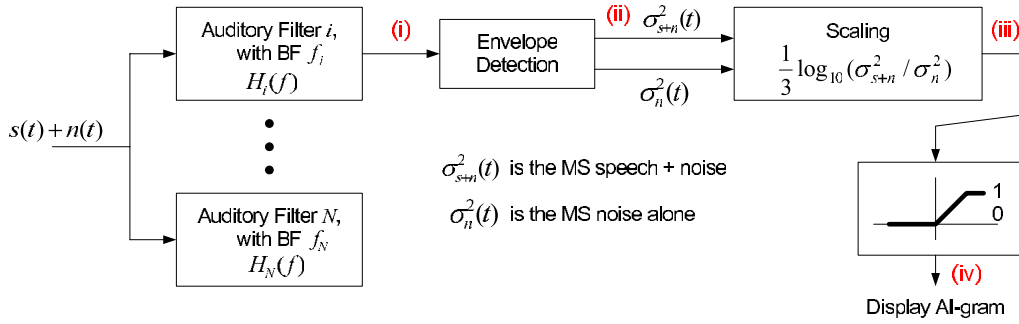 s(t) + n(t)
Auditory Filter i,
with BF f_i
H_i(f)
(i)
Envelope
Detection
(ii)
σ²_{s+n}(t)
σ²_n(t)
Scaling
1/3 log₁₀(σ²_{s+n} / σ²_n)
(iii)
Auditory Filter N,
with BF f_N
H_N(f)
σ²_{s+n}(t) is the MS speech + noise
σ²_n(t) is the MS noise alone
1
0
(iv)
Display AI-gram